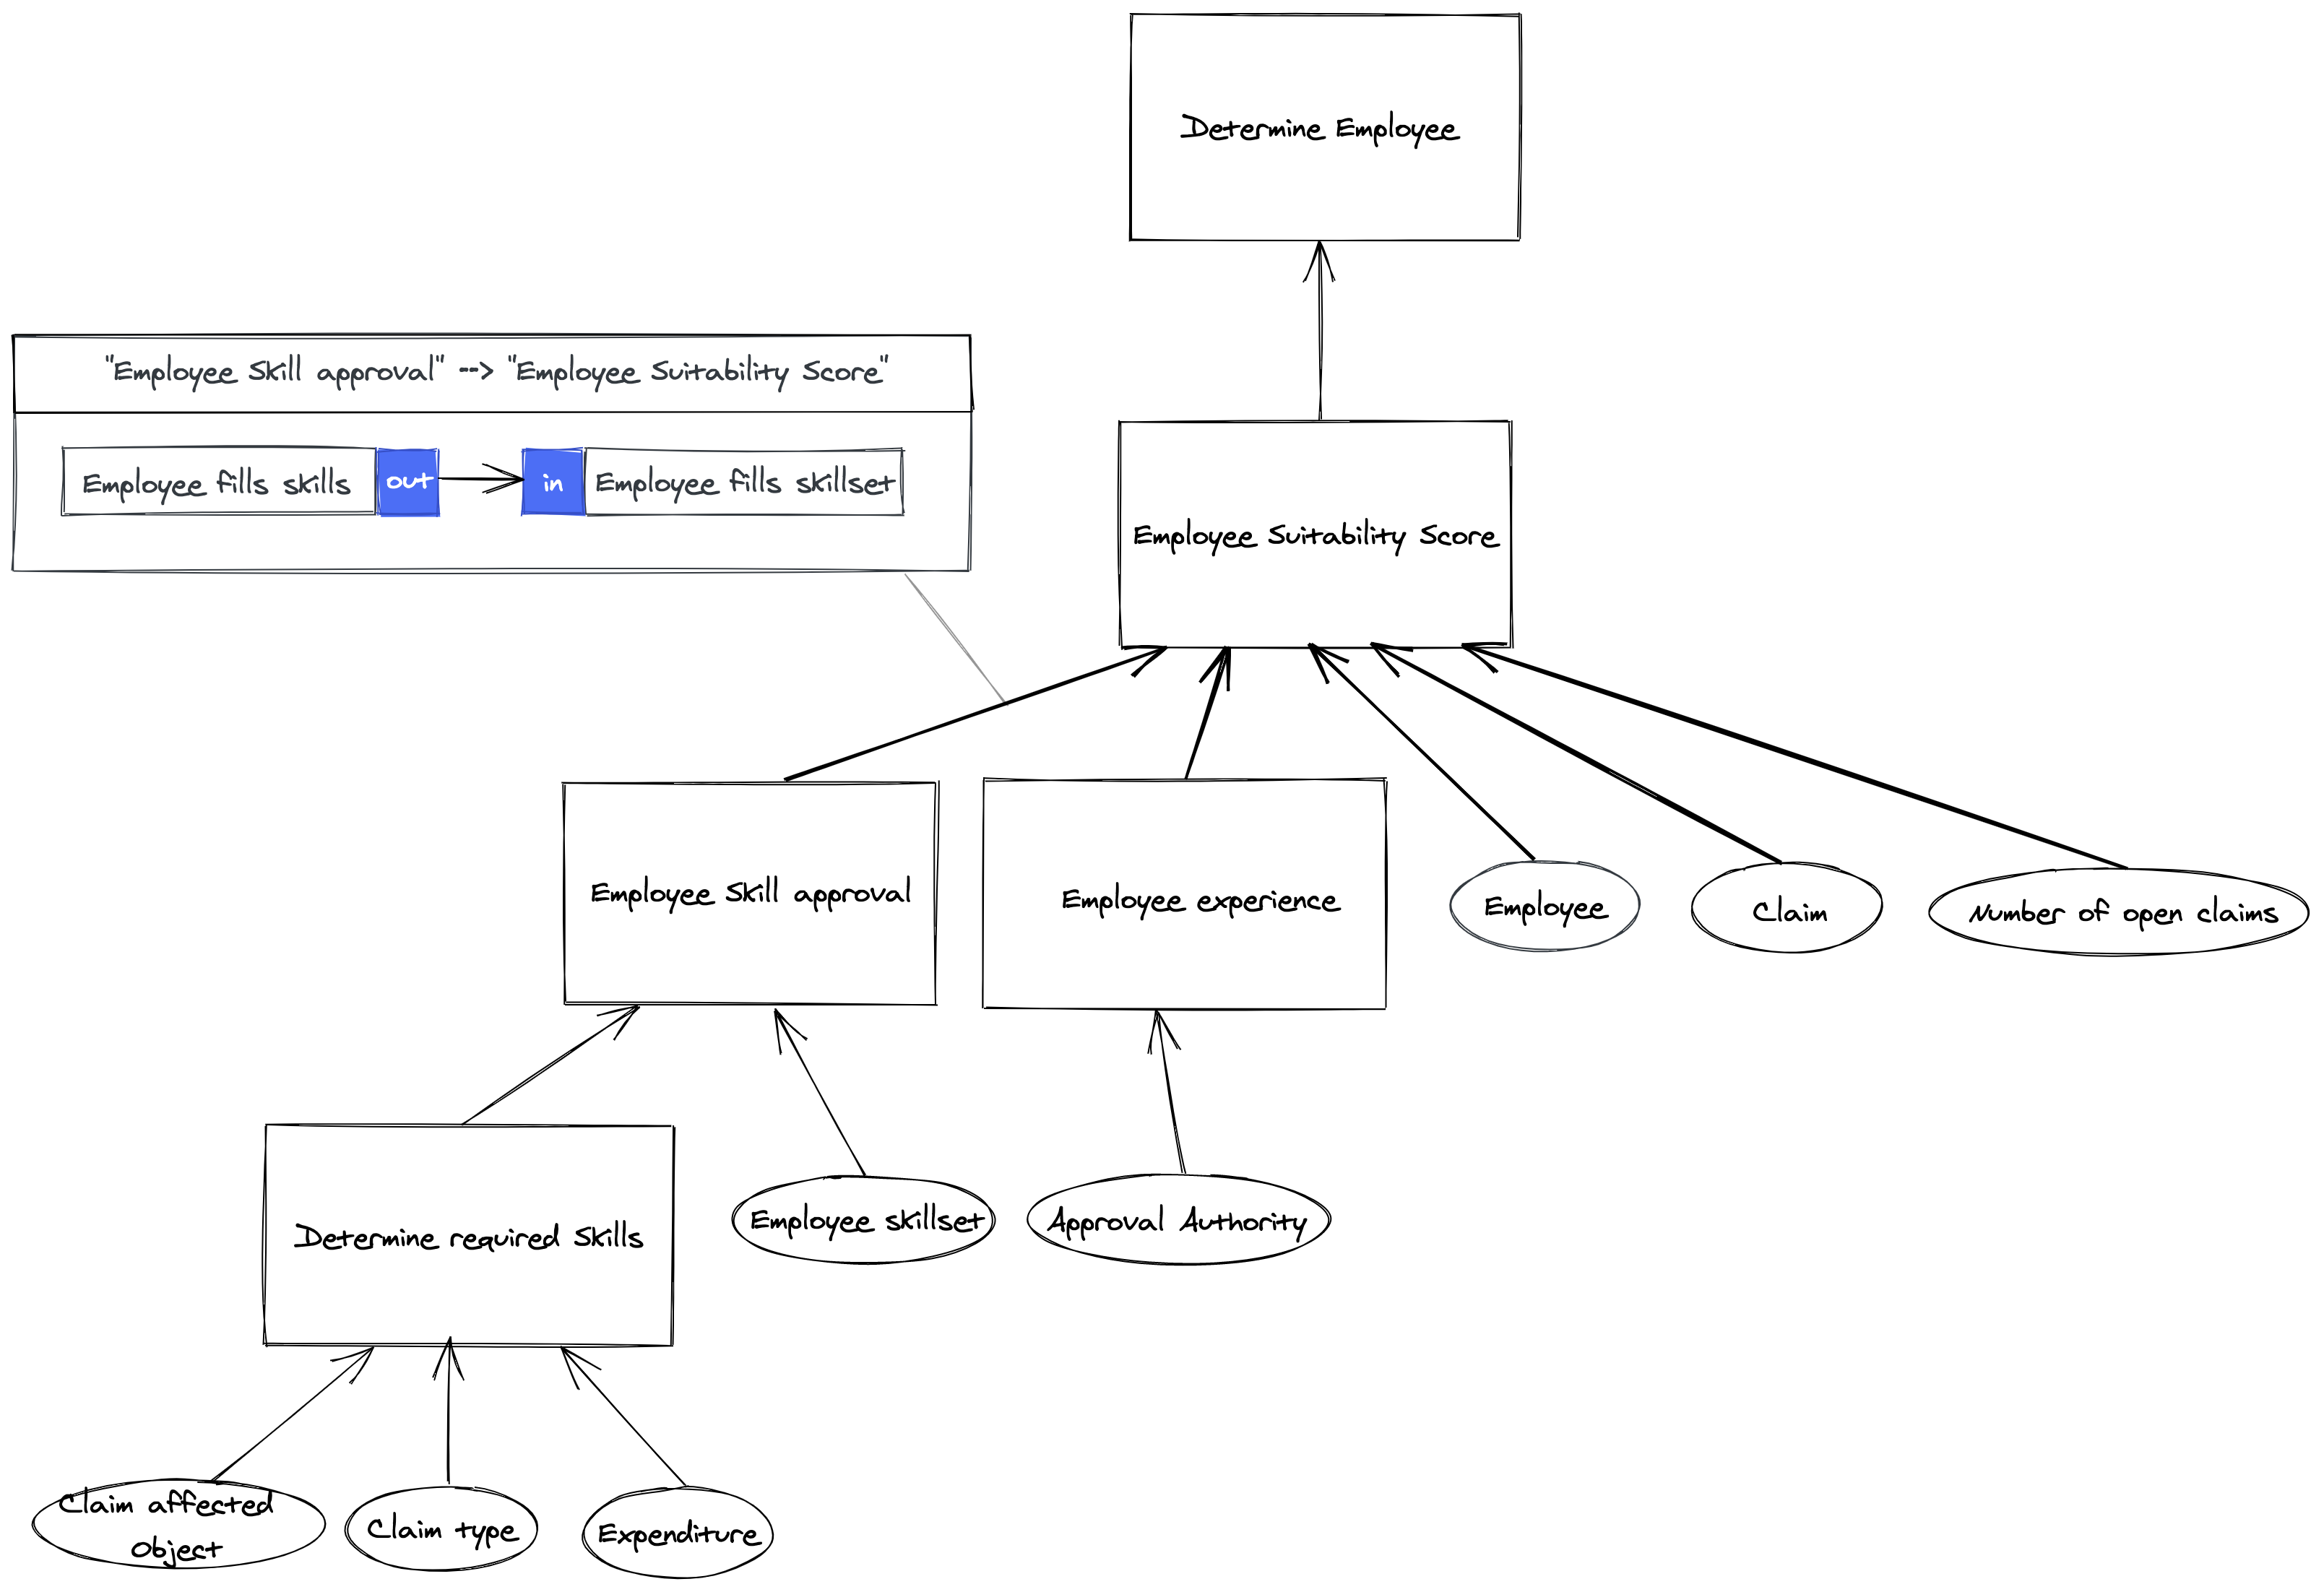 Determine Employee
"Employee Skill approval" --> "Employee Suitability Score"
Employee fills skills out in Employee fills skillset
Employee Suitability Score
Employee Skill approval
Employee experience
Employee
Claim
Number of open claims
Determine required Skills
Employee skillset
Approval Authority
Claim affected
Object
Claim type
Expenditure